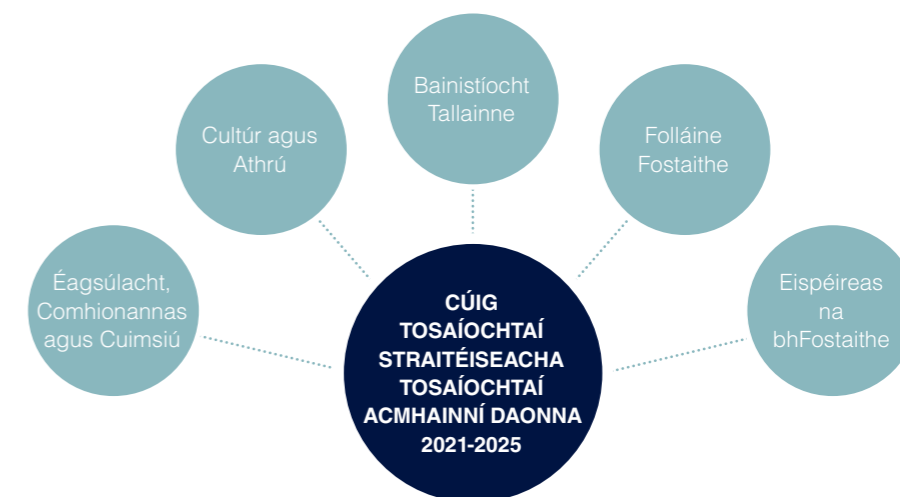 Bainistíocht
Tallainne
Cultúr agus
Athrú
Folláine
Fostaithe
Éagsúlacht,
Comhionannas
agus Cuimsiú
Eispéireas
na
bhFostaithe
CÚIG
TOSAÍOCHTAÍ
STRAITÉISEACHA
TOSAÍOCHTAÍ
ACMHAINNÍ DAONNA
2021-2025